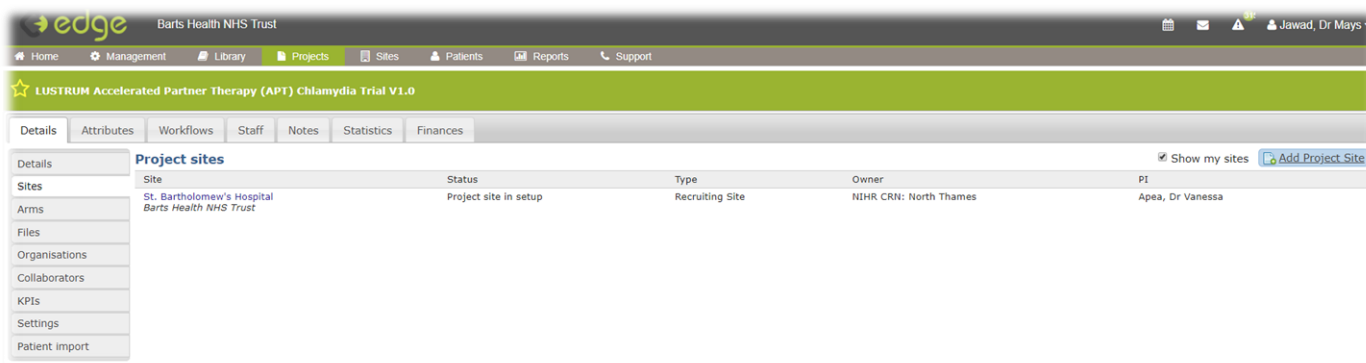 edge Barts Health NHS Trust Jawad, Dr Mays
Home Management Library Projects Sites Patients Reports Support
LUSTRUM Accelerated Partner Therapy (APT) Chlamydia Trial V1.0
Details Attributes Workflows Staff Notes Statistics Finances
Details
Sites
Arms
Files
Organisations
Collaborators
KPIs
Settings
Patient import
Project sites Show my sites Add Project Site
Site Status Type Owner PI
St. Bartholomew's Hospital Project site in setup Recruiting Site NIHR CRN: North Thames Apea, Dr Vanessa
Barts Health NHS Trust